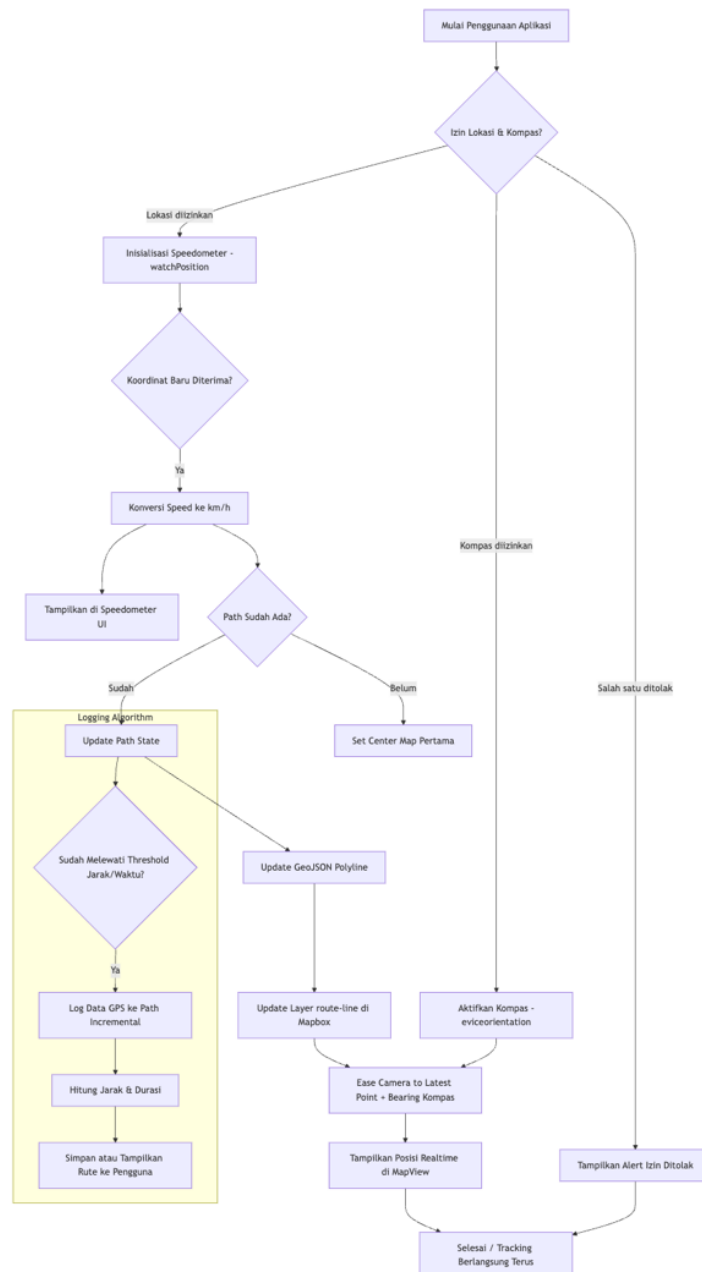 Mulai Penggunaan Aplikasi
Izin Lokasi & Kompas?
Lokasi diizinkan
Inisialisasi Speedometer -
watchPosition
Koordinat Baru Diterima?
Ya
Konversi Speed ke km/h
Kompas diizinkan
Tampilkan di Speedometer
UI
Path Sudah Ada?
Sudah
Belum
Salah satu ditolak
Logging Algorithm
Update Path State
Set Center Map Pertama
Sudah Melewati Threshold
Jarak/Waktu?
Update GeoJSON Polyline
Ya
Log Data GPS ke Path
Incremental
Update Layer route-line di
Mapbox
Aktifkan Kompas -
eviceorientation
Hitung Jarak & Durasi
Ease Camera to Latest
Point + Bearing Kompas
Simpan atau Tampilkan
Rute ke Pengguna
Tampilkan Posisi Realtime
di MapView
Tampilkan Alert Izin Ditolak
Selesai / Tracking
Berlangsung Terus